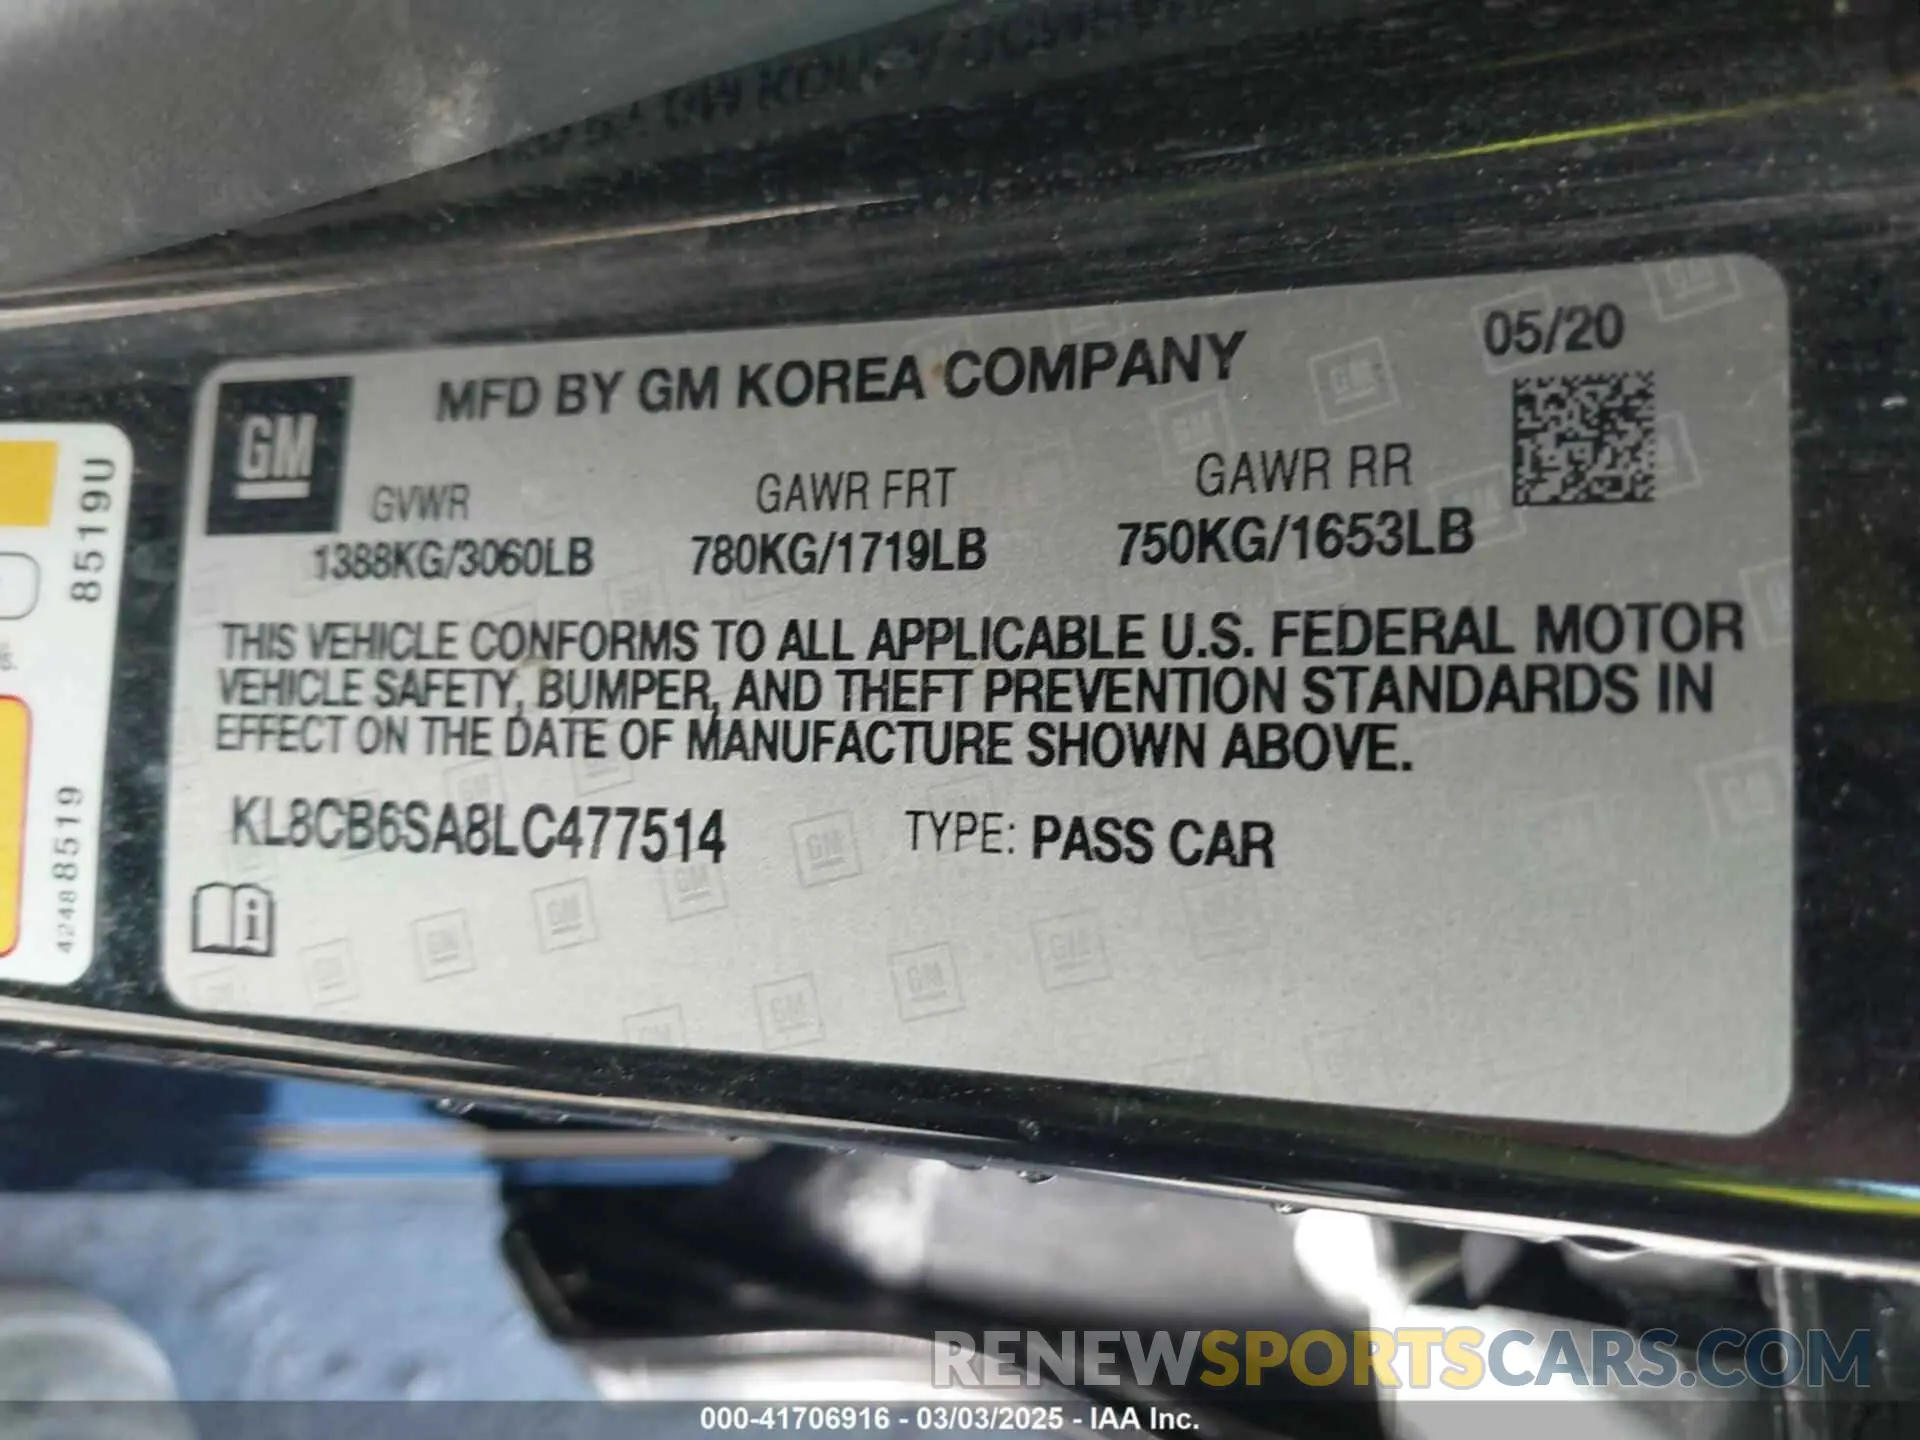 MFD BY GM KOREA COMPANY
05/20
GM
GVWR GAWR FRT GAWR RR
1388KG/3060LB 780KG/1719LB 750KG/1653LB
THIS VEHICLE CONFORMS TO ALL APPLICABLE U.S. FEDERAL MOTOR
VEHICLE SAFETY, BUMPER, AND THEFT PREVENTION STANDARDS IN
EFFECT ON THE DATE OF MANUFACTURE SHOWN ABOVE.
KL8CB6SA8LC477514 TYPE: PASS CAR
8519U
42488519
RENEWSPORTSCARS.COM
000-41706916 - 03/03/2025 - IAA Inc.